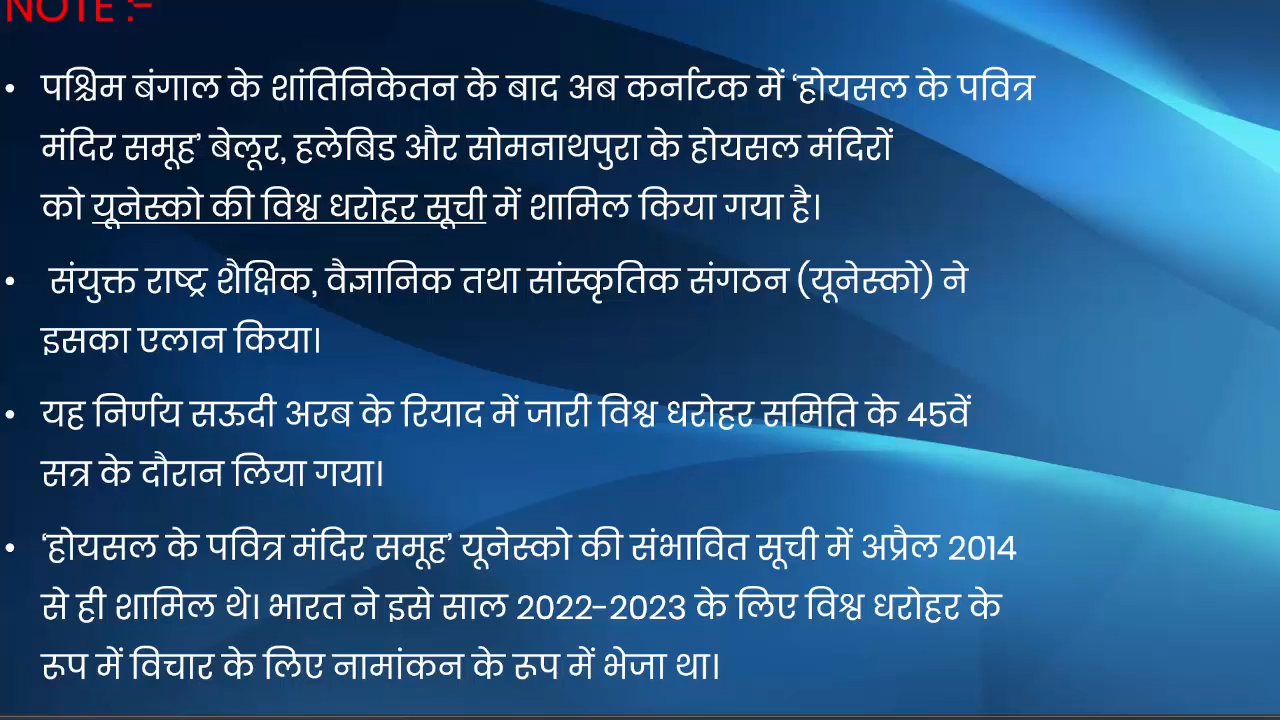 NOTE :-
• पश्चिम बंगाल के शांतिनिकेतन के बाद अब कर्नाटक में ‘होयसल के पवित्र
मंदिर समूह’ बेलूर, हलेबिड और सोमनाथपुरा के होयसल मंदिरों
को यूनेस्को की विश्व धरोहर सूची में शामिल किया गया है।
• संयुक्त राष्ट्र शैक्षिक, वैज्ञानिक तथा सांस्कृतिक संगठन (यूनेस्को) ने
इसका एलान किया।
• यह निर्णय सऊदी अरब के रियाद में जारी विश्व धरोहर समिति के 45वें
सत्र के दौरान लिया गया।
• ‘होयसल के पवित्र मंदिर समूह’ यूनेस्को की संभावित सूची में अप्रैल 2014
से ही शामिल थे। भारत ने इसे साल 2022-2023 के लिए विश्व धरोहर के
रूप में विचार के लिए नामांकन के रूप में भेजा था।